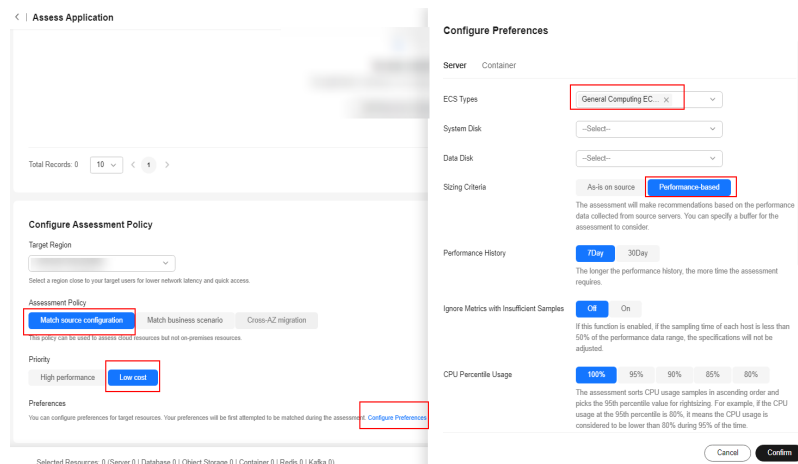 Assess Application
Total Records: 0 10 < 1 >
Configure Assessment Policy
Target Region
Select a region close to your target users for lower network latency and quick access.
Assessment Policy
Match source configuration Match business scenario Cross-AZ migration
This policy can be used to assess cloud resources but not on-premises resources.
Priority
High performance Low cost
Preferences
You can configure preferences for target resources. Your preferences will be first attempted to be matched during the assessment. Configure Preferences
Selected Resources: 0 (Server 0 | Database 0 | Object Storage 0 | Container 0 | Redis 0 | Kafka 0)
Configure Preferences
Server Container
ECS Types General Computing EC... ×
System Disk --Select--
Data Disk --Select--
Sizing Criteria As-is on source Performance-based
The assessment will make recommendations based on the performance
data collected from source servers. You can specify a buffer for the
assessment to consider.
Performance History 7Day 30Day
The longer the performance history, the more time the assessment
requires.
Ignore Metrics with Insufficient Samples Off On
If this function is enabled, if the sampling time of each host is less than
50% of the performance data range, the specifications will not be
adjusted.
CPU Percentile Usage 100% 95% 90% 85% 80%
The assessment sorts CPU usage samples in ascending order and
picks the 95th percentile value for rightsizing. For example, if the CPU
usage at the 95th percentile is 80%, it means the CPU usage is
considered to be lower than 80% during 95% of the time.
Cancel Confirm